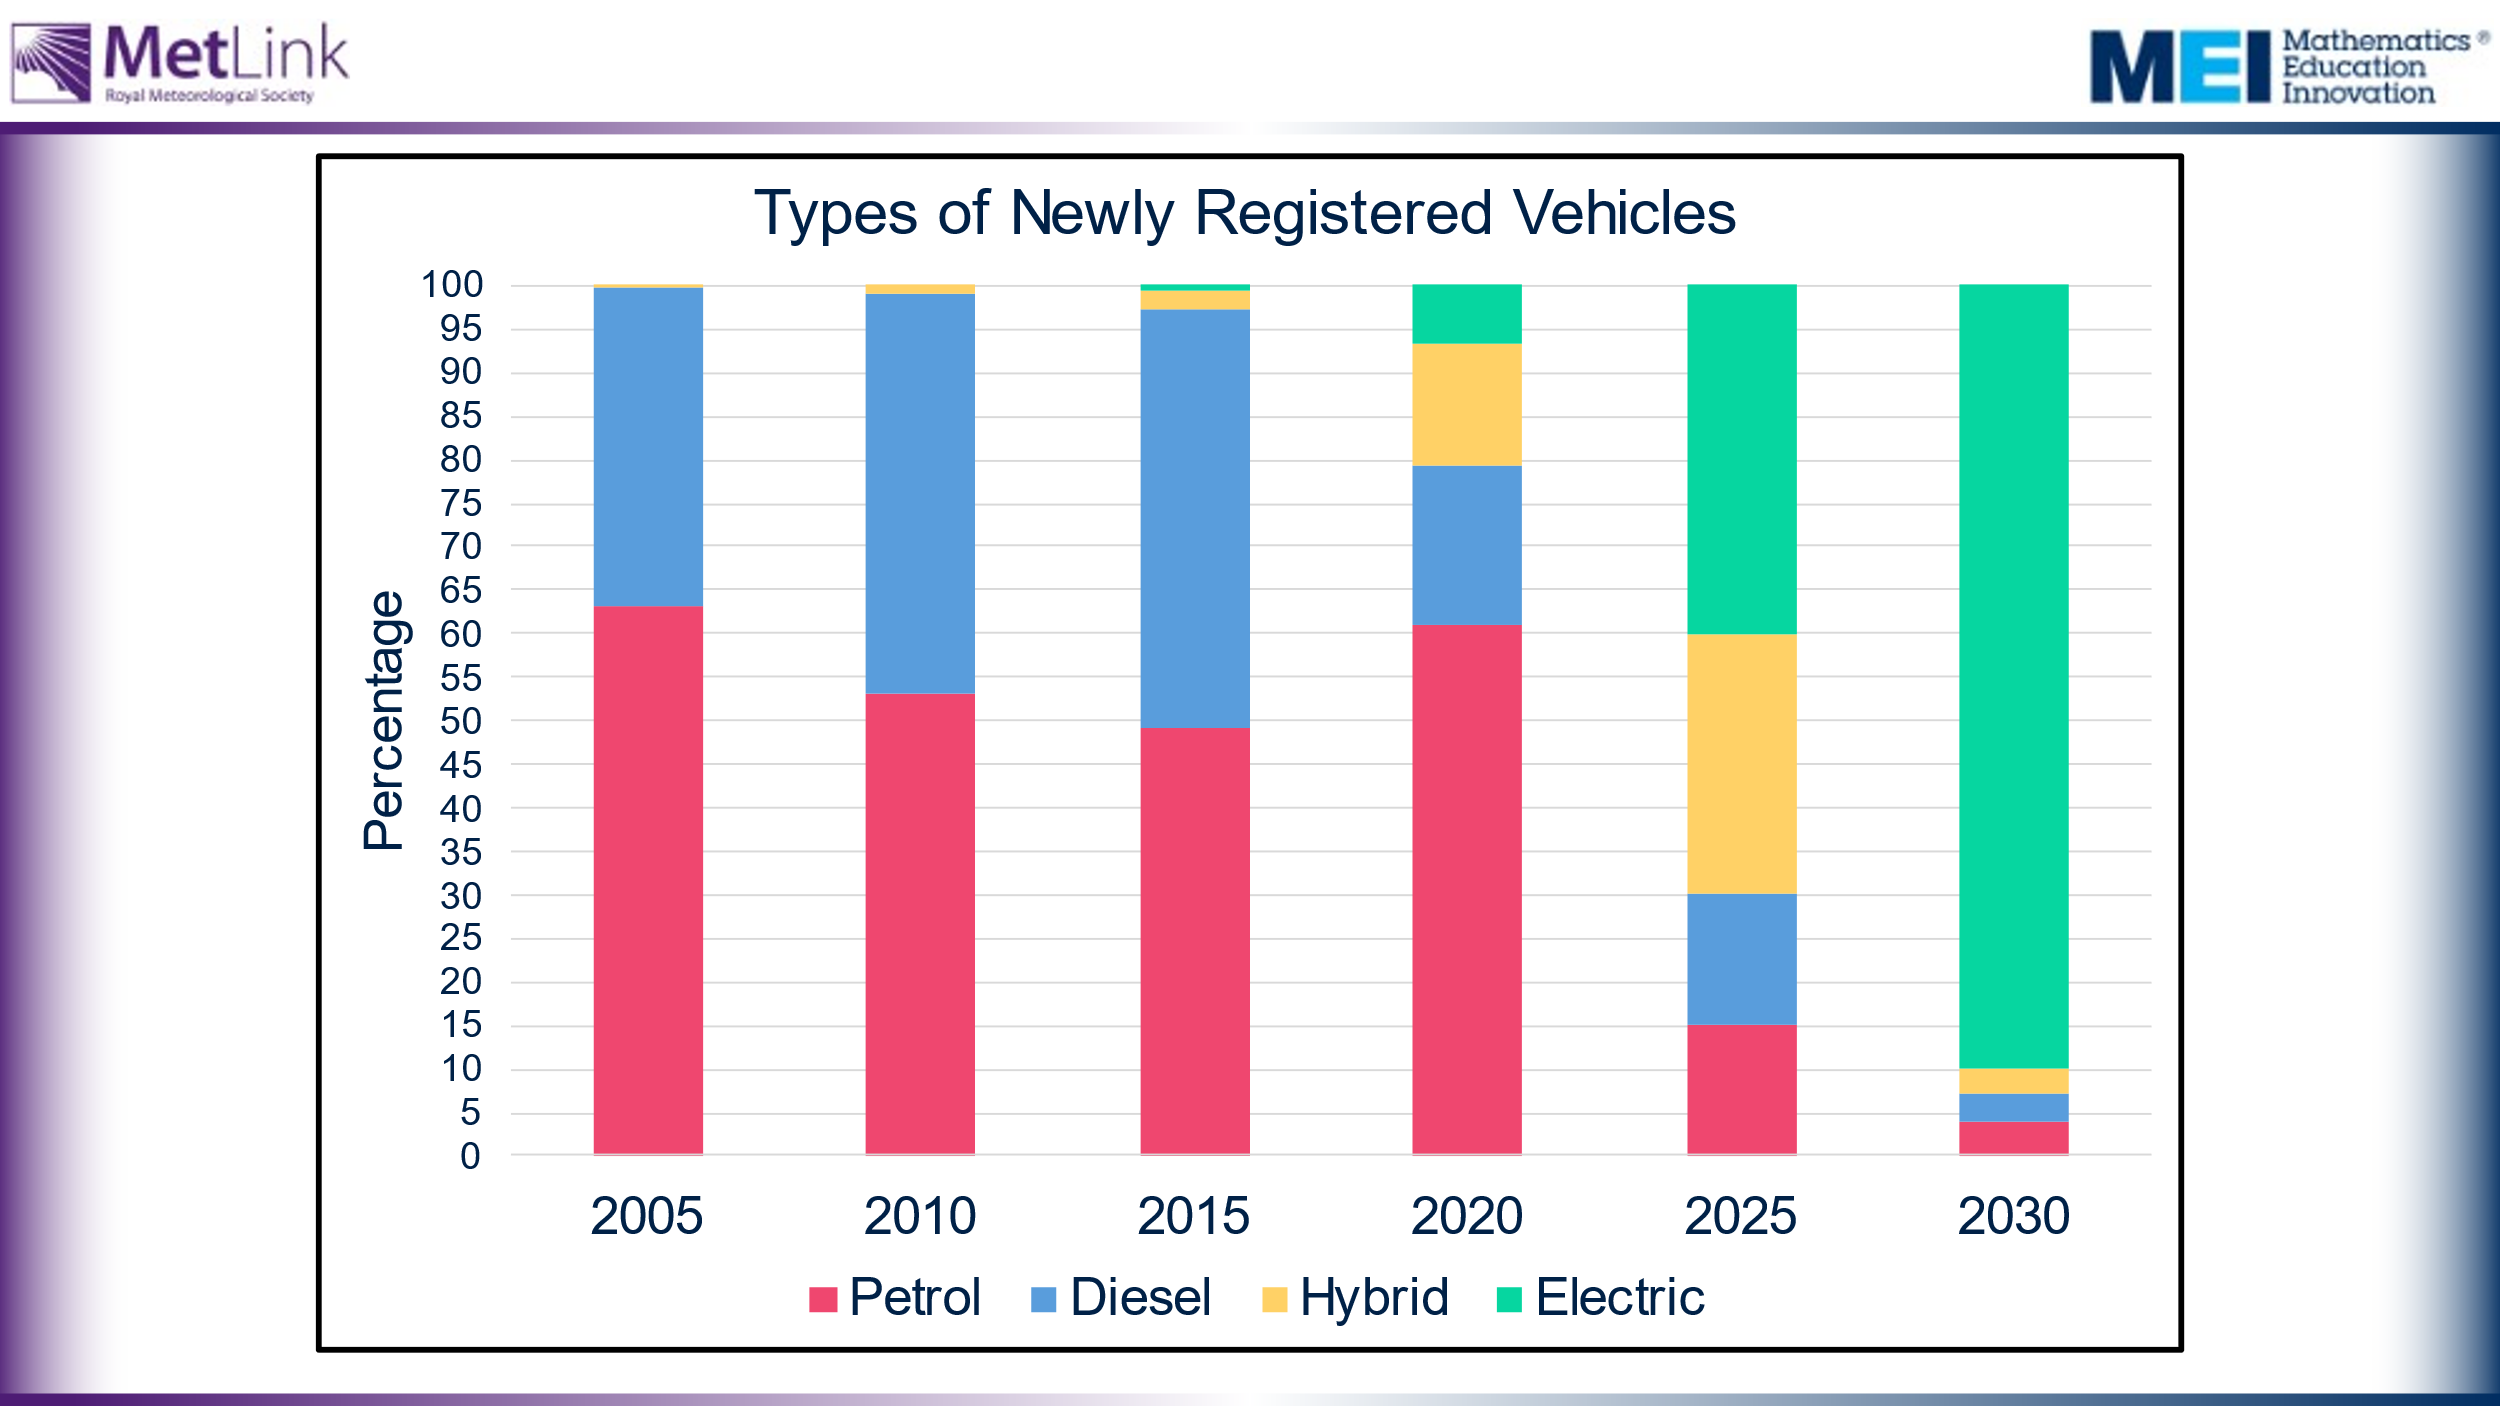 MetLink
Royal Meteorological Society
MEI Mathematics ®
Education
Innovation
Types of Newly Registered Vehicles
Percentage
100
95
90
85
80
75
70
65
60
55
50
45
40
35
30
25
20
15
10
5
0
2005 2010 2015 2020 2025 2030
Petrol Diesel Hybrid Electric